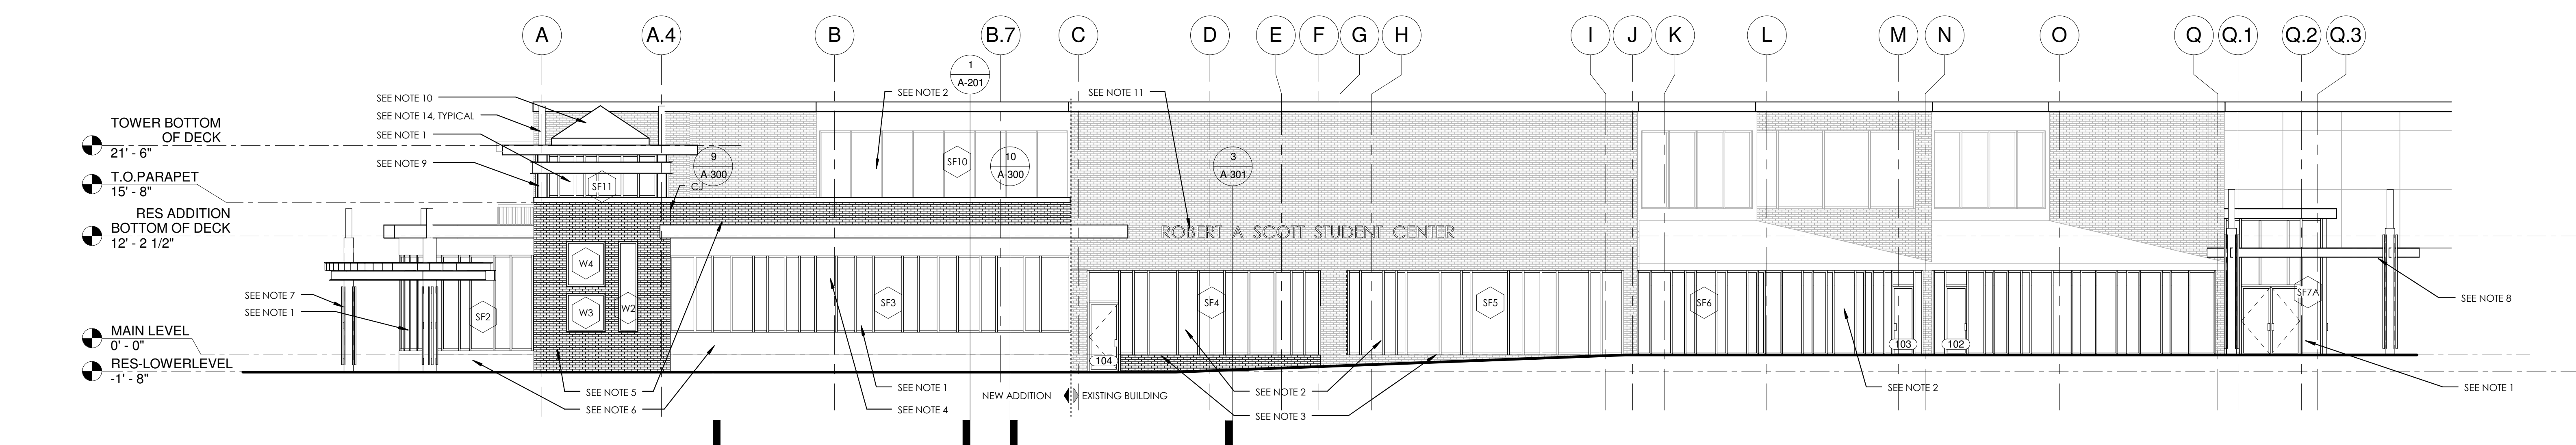 A A.4 B B.7 C D E F G H I J K L M N O Q Q.1 Q.2 Q.3
1
A-201
SEE NOTE 10
SEE NOTE 2
SEE NOTE 11
SEE NOTE 14, TYPICAL
TOWER BOTTOM
OF DECK
21' - 6"
SEE NOTE 1
SEE NOTE 9
9
A-300
SF10
10
A-300
3
A-301
T.O.PARAPET
15' - 8"
SF11
CJ
RES ADDITION
BOTTOM OF DECK
12' - 2 1/2"
ROBERT A SCOTT STUDENT CENTER
W4
W3
W2
SF2
SF3
SF4
SF5
SF6
SF7A
SEE NOTE 7
SEE NOTE 1
SEE NOTE 8
MAIN LEVEL
0' - 0"
RES-LOWERLEVEL
-1' - 8"
104
103
102
SEE NOTE 5
SEE NOTE 6
SEE NOTE 1
SEE NOTE 4
NEW ADDITION
EXISTING BUILDING
SEE NOTE 2
SEE NOTE 3
SEE NOTE 2
SEE NOTE 1